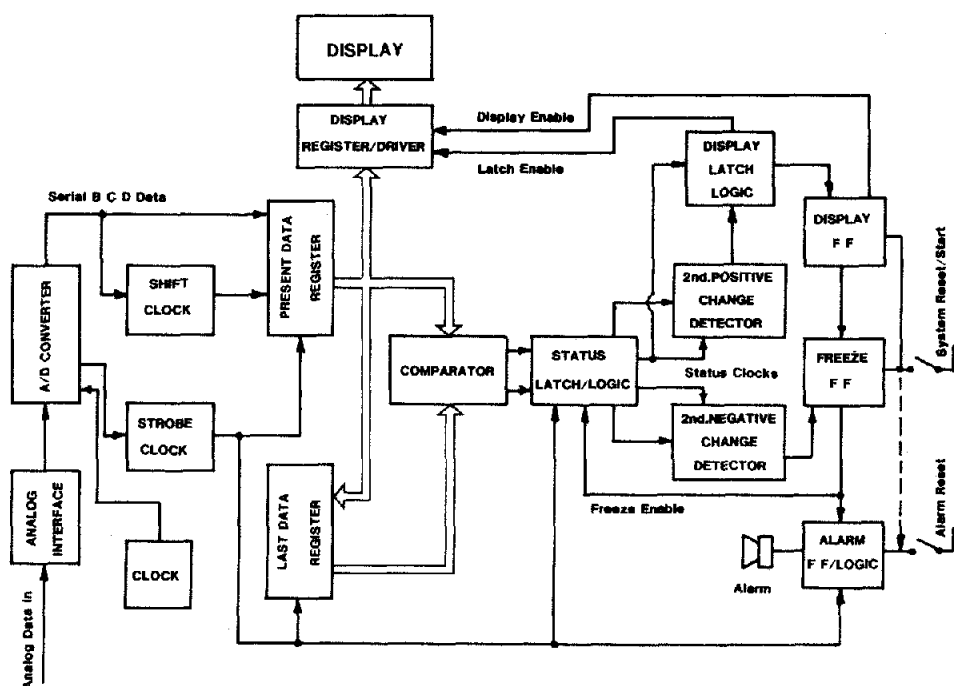 DISPLAY
DISPLAY
REGISTER/DRIVER
Display Enable
Latch Enable
DISPLAY
LATCH
LOGIC
Serial B C D Data
A/D CONVERTER
SHIFT
CLOCK
PRESENT DATA
REGISTER
DISPLAY
F F
2nd.POSITIVE
CHANGE
DETECTOR
System Reset/Start
COMPARATOR
STATUS
LATCH/LOGIC
Status Clocks
FREEZE
F F
STROBE
CLOCK
2nd.NEGATIVE
CHANGE
DETECTOR
ANALOG
INTERFACE
LAST DATA
REGISTER
Freeze Enable
CLOCK
Alarm
ALARM
F F/LOGIC
Alarm Reset
Analog Data In